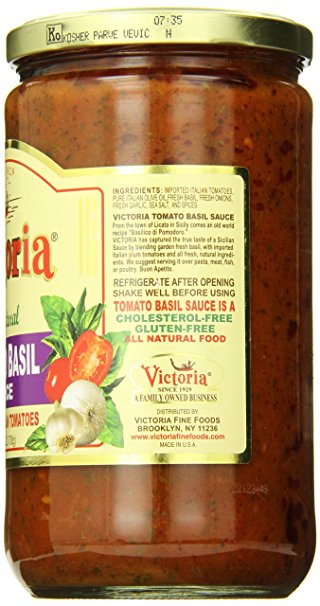 07:35
Ko KOSHER PARVE VEVIC N
INGREDIENTS: IMPORTED ITALIAN TOMATOES,
PURE ITALIAN OLIVE OIL, FRESH BASIL, FRESH ONIONS,
FRESH GARLIC, SEA SALT, AND SPICES
VICTORIA TOMATO BASIL SAUCE
From the town of Licata in Sicily comes an old world
recipe "Basilico di Pomodoro."
VICTORIA has captured the true taste of a Sicilian
Sauce by blending garden fresh basil, with imported
Italian plum tomatoes and all fresh, natural ingredi-
ents. We suggest serving it over pasta, meat, fish,
or poultry. Buon Apetito.
REFRIGERATE AFTER OPENING
SHAKE WELL BEFORE USING
TOMATO BASIL SAUCE IS A
CHOLESTEROL-FREE
GLUTEN-FREE
ALL NATURAL FOOD
Victoria®
SINCE 1929
A FAMILY OWNED BUSINESS
DISTRIBUTED BY
VICTORIA FINE FOODS
BROOKLYN, NY 11236
www.victoriafinefoods.com
MADE IN U.S.A.
toria®
ural
BASIL
CE
TOMATOES